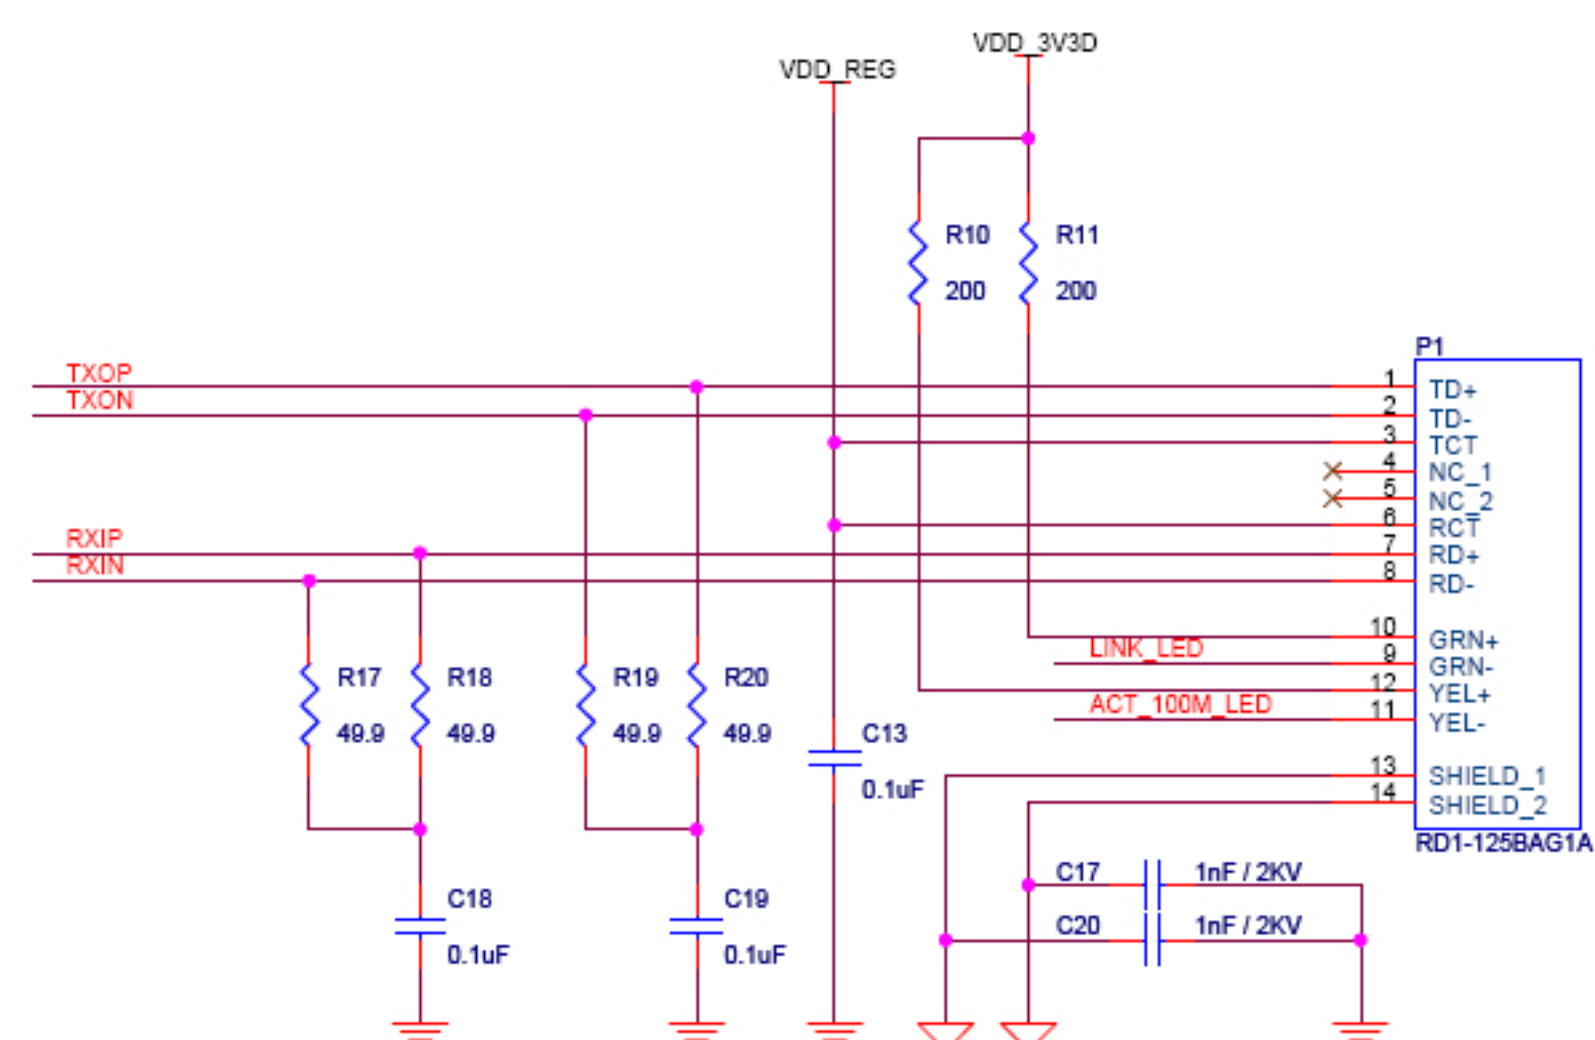 VDD_3V3D
VDD_REG
R10
R11
200
200
P1
TXOP
1
TD+
TXON
2
TD-
3
TCT
4
NC_1
5
NC_2
6
RCT
RXIP
7
RD+
RXIN
8
RD-
10
GRN+
LINK_LED
9
GRN-
R17
R18
R19
R20
12
YEL+
ACT_100M_LED
11
YEL-
49.9
49.9
49.9
49.9
C13
13
SHIELD_1
0.1uF
14
SHIELD_2
RD1-125BAG1A
C17
1nF / 2KV
C18
C19
C20
1nF / 2KV
0.1uF
0.1uF